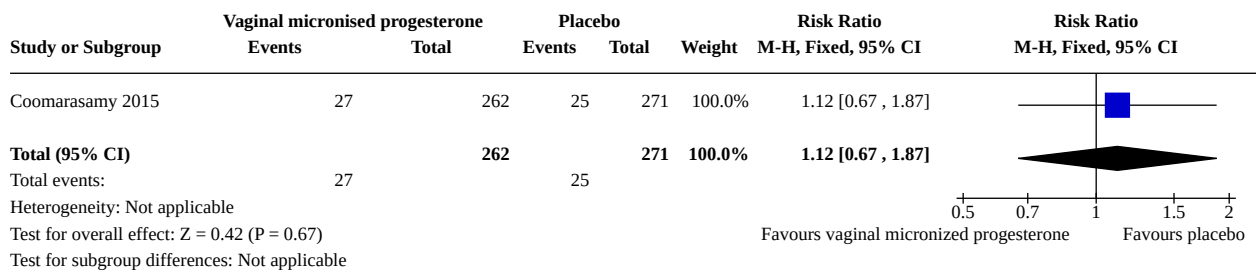 Vaginal micronised progesterone Placebo Risk Ratio Risk Ratio
Study or Subgroup Events Total Events Total Weight M-H, Fixed, 95% CI M-H, Fixed, 95% CI
Coomarasamy 2015 27 262 25 271 100.0% 1.12 [0.67 , 1.87]
Total (95% CI) 262 271 100.0% 1.12 [0.67 , 1.87]
Total events: 27 25
Heterogeneity: Not applicable 0.5 0.7 1 1.5 2
Test for overall effect: Z = 0.42 (P = 0.67) Favours vaginal micronized progesterone Favours placebo
Test for subgroup differences: Not applicable